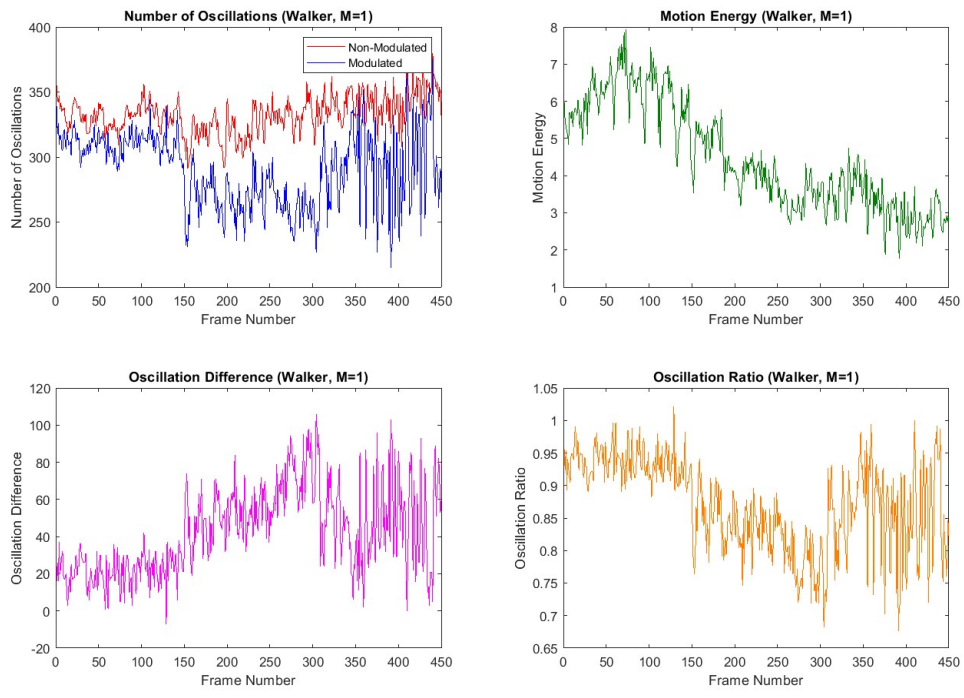 Number of Oscillations (Walker, M=1)
400
350
300
250
200
Number of Oscillations
Non-Modulated
Modulated
0 50 100 150 200 250 300 350 400 450
Frame Number
Motion Energy (Walker, M=1)
8
7
6
5
4
3
2
1
Motion Energy
0 50 100 150 200 250 300 350 400 450
Frame Number
Oscillation Difference (Walker, M=1)
120
100
80
60
40
20
0
-20
Oscillation Difference
0 50 100 150 200 250 300 350 400 450
Frame Number
Oscillation Ratio (Walker, M=1)
1.05
1
0.95
0.9
0.85
0.8
0.75
0.7
0.65
Oscillation Ratio
0 50 100 150 200 250 300 350 400 450
Frame Number